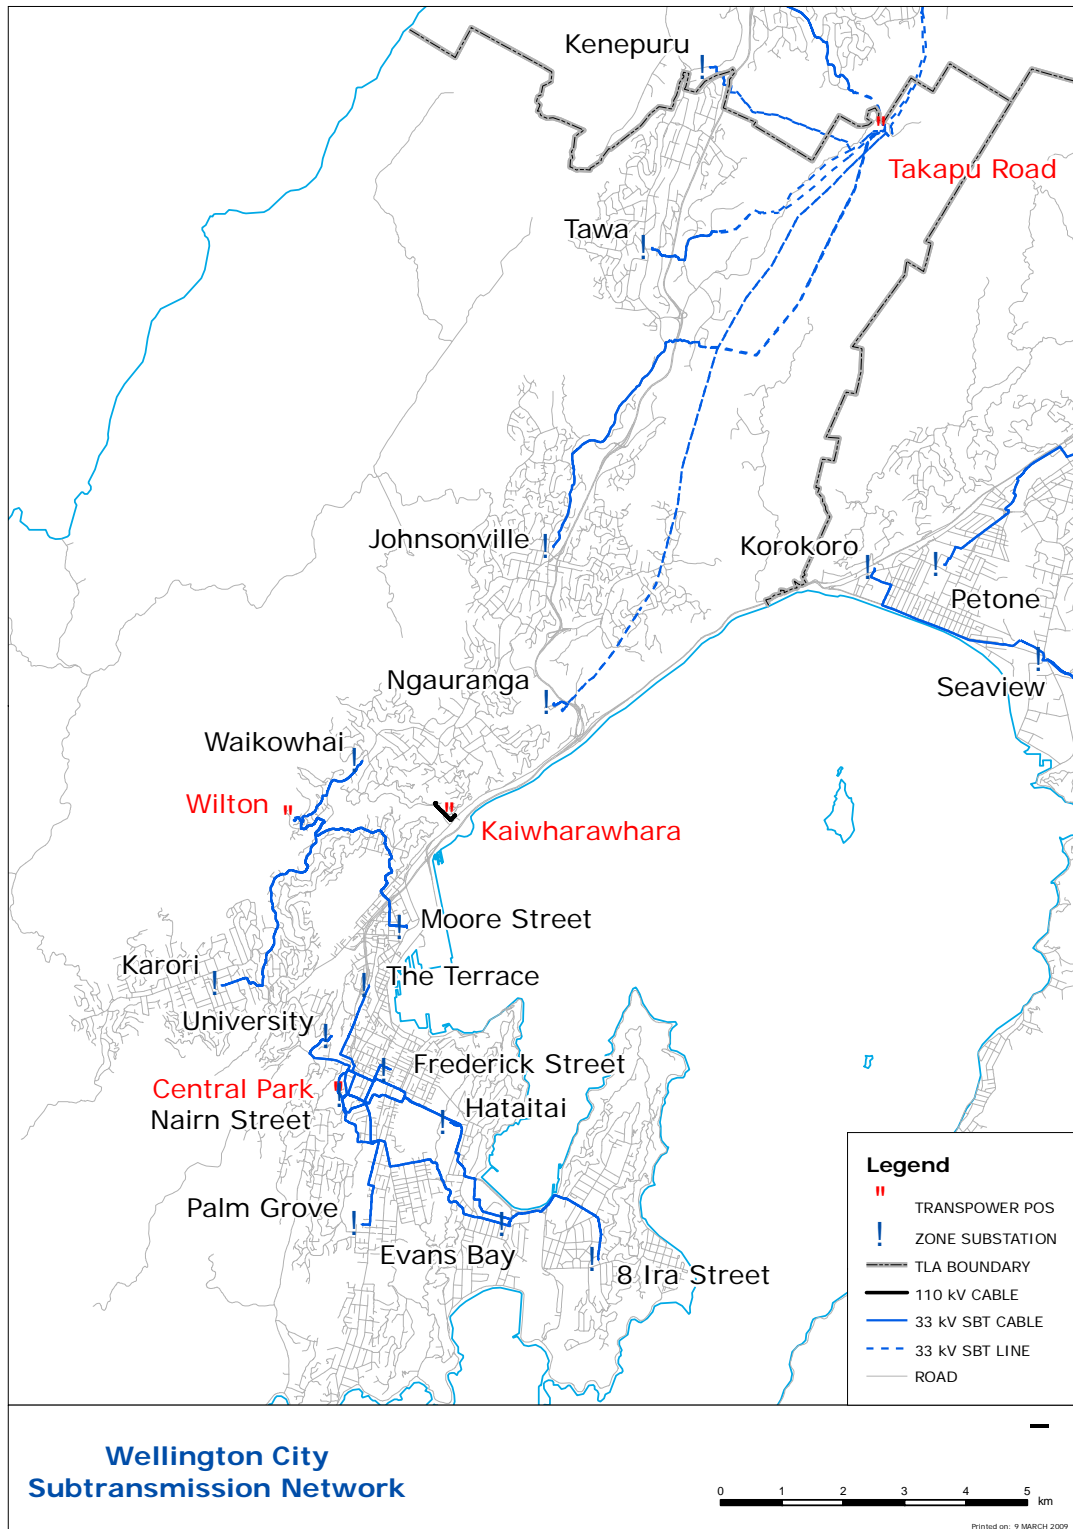 Kenepuru
Takapu Road
Tawa
Johnsonville
Korokoro
Petone
Ngauranga
Seaview
Waikowhai
Wilton
Kaiwharawhara
Moore Street
Karori
The Terrace
University
Frederick Street
Central Park
Nairn Street
Hataitai
Palm Grove
Evans Bay
8 Ira Street
Legend
" TRANSPOWER POS
! ZONE SUBSTATION
TLA BOUNDARY
110 kV CABLE
33 kV SBT CABLE
33 kV SBT LINE
ROAD
Wellington City
Subtransmission Network
0 1 2 3 4 5
km
Printed on: 9 MARCH 2009